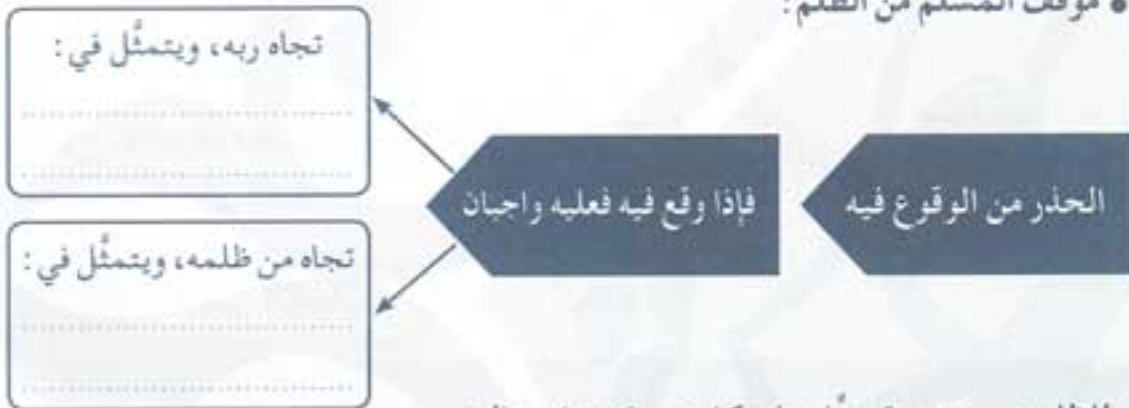 • موقف المسلم من الظلم:
الحذر من الوقوع فيه
فإذا وقع فيه فعليه واجبان
تجاه ربه، ويتمثَّل في:
تجاه من ظلمه، ويتمثَّل في: